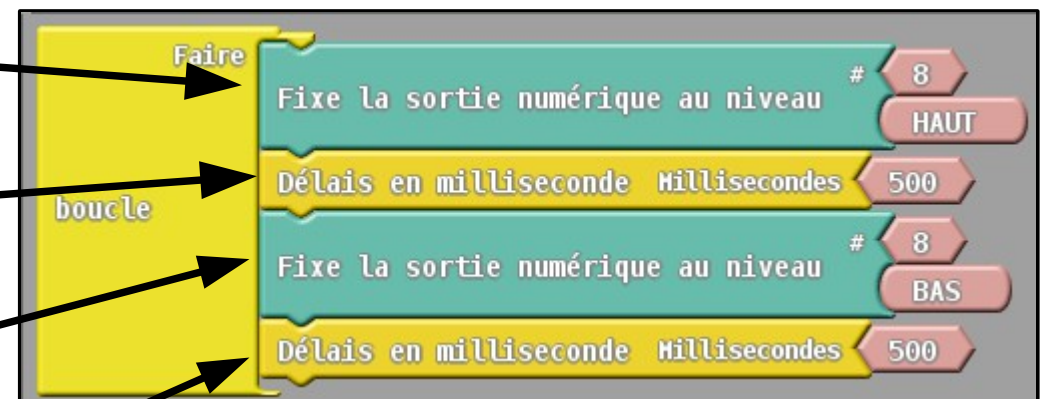 Faire
Fixe la sortie numérique au niveau # 8
HAUT
Délais en milliseconde Millisecondes 500
boucle
Fixe la sortie numérique au niveau # 8
BAS
Délais en milliseconde Millisecondes 500